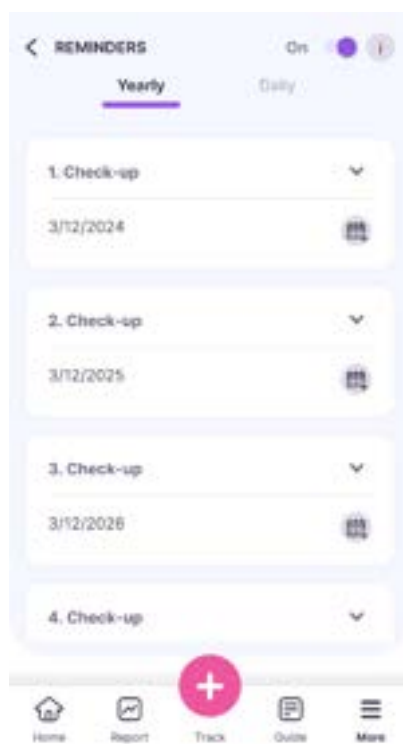 REMINDERS On i
Yearly Daily
1. Check-up
3/12/2024
2. Check-up
3/12/2025
3. Check-up
3/12/2026
4. Check-up
Home Report Track Guide More